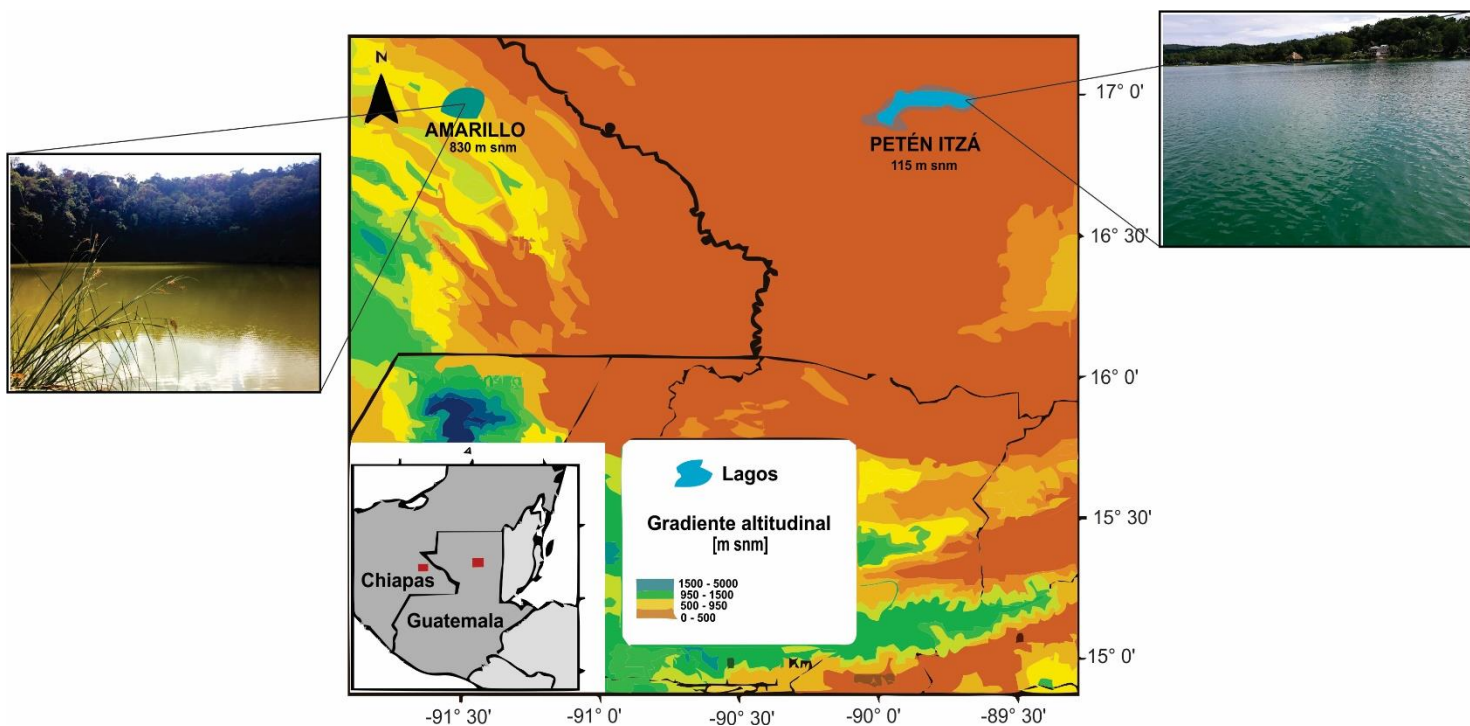 N
AMARILLO
830 m snm
PETÉN ITZÁ
115 m snm
17° 0'
16° 30'
16° 0'
15° 30'
15° 0'
Lagos
Gradiente altitudinal
[m snm]
1500 - 5000
950 - 1500
500 - 950
0 - 500
Chiapas
Guatemala
Km
-91° 30'
-91° 0'
-90° 30'
-90° 0'
-89° 30'